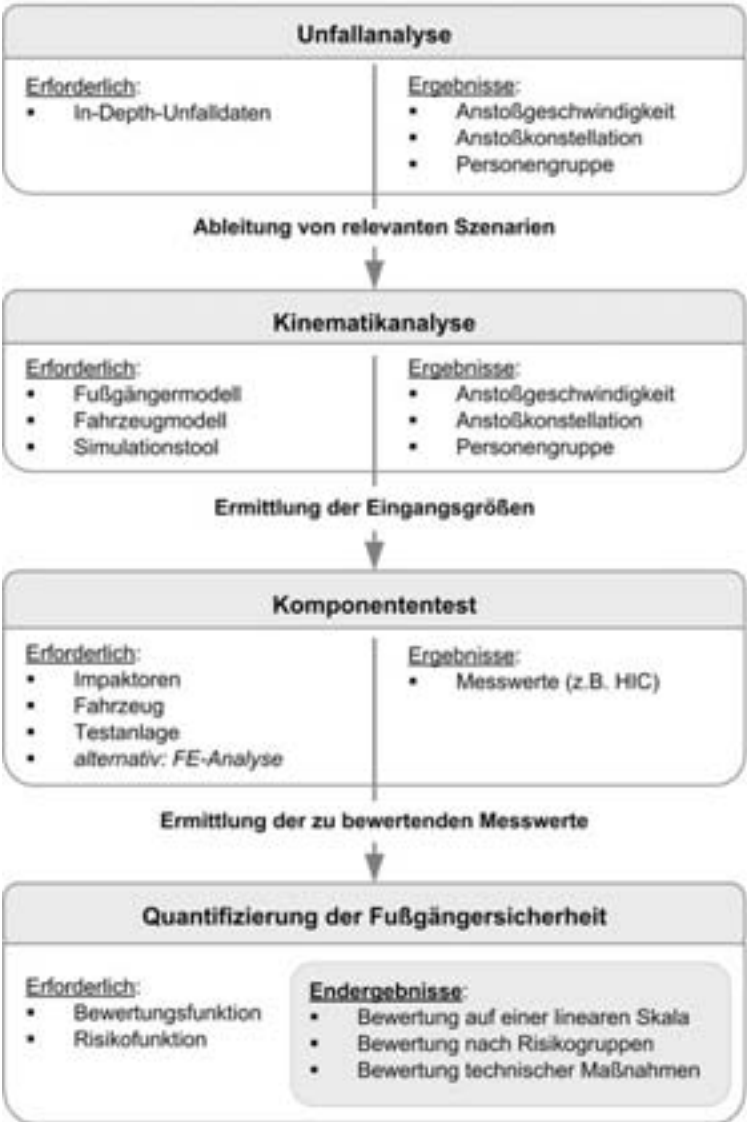 Unfallanalyse
Erforderlich:
▪ In-Depth-Unfalldaten
Ergebnisse:
▪ Anstoßgeschwindigkeit
▪ Anstoßkonstellation
▪ Personengruppe
Ableitung von relevanten Szenarien
Kinematikanalyse
Erforderlich:
▪ Fußgängermodell
▪ Fahrzeugmodell
▪ Simulationstool
Ergebnisse:
▪ Anstoßgeschwindigkeit
▪ Anstoßkonstellation
▪ Personengruppe
Ermittlung der Eingangsgrößen
Komponententest
Erforderlich:
▪ Impaktoren
▪ Fahrzeug
▪ Testanlage
▪ alternativ: FE-Analyse
Ergebnisse:
▪ Messwerte (z.B. HIC)
Ermittlung der zu bewertenden Messwerte
Quantifizierung der Fußgängersicherheit
Erforderlich:
▪ Bewertungsfunktion
▪ Risikofunktion
Endergebnisse:
▪ Bewertung auf einer linearen Skala
▪ Bewertung nach Risikogruppen
▪ Bewertung technischer Maßnahmen